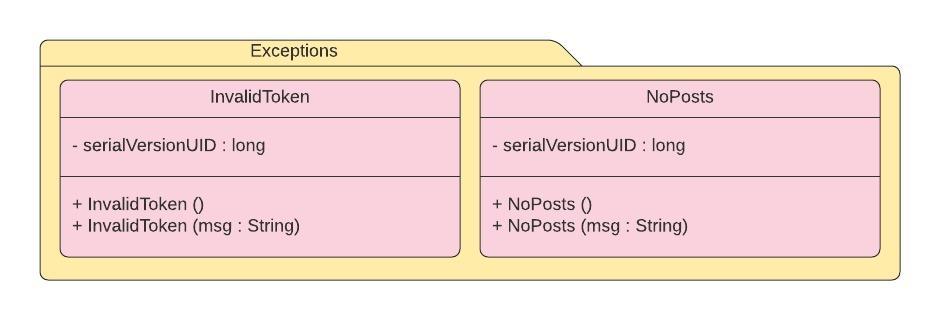 Exceptions
InvalidToken
- serialVersionUID : long
+ InvalidToken ()
+ InvalidToken (msg : String)
NoPosts
- serialVersionUID : long
+ NoPosts ()
+ NoPosts (msg : String)